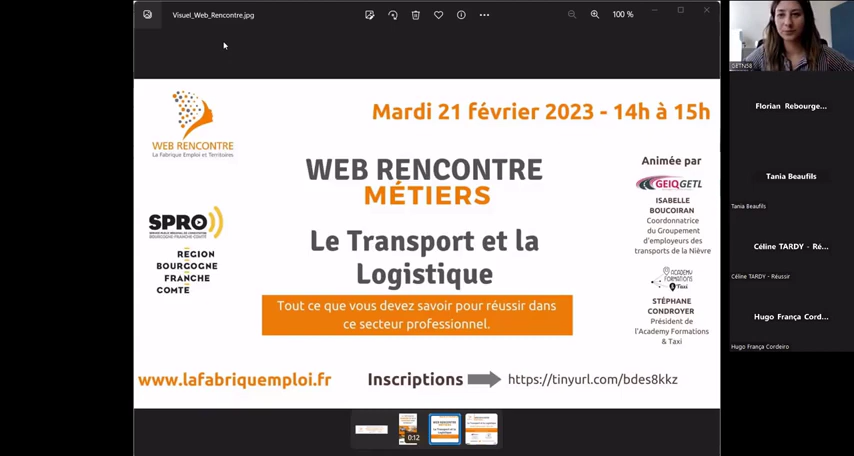 Visuel_Web_Rencontre.jpg
100 %
WEB RENCONTRE
La Fabrique Emploi et Territoires
Mardi 21 février 2023 - 14h à 15h
WEB RENCONTRE
MÉTIERS
Le Transport et la
Logistique
Tout ce que vous devez savoir pour réussir dans
ce secteur professionnel.
SPRO
REGION
BOURGOGNE
FRANCHE
COMTE
Animée par
GEIQGETL
ISABELLE
BOUCOIRAN
Coordonnatrice
du Groupement
d'employeurs des
transports de la Nièvre
ACADEMY
FORMATIONS
& Taxi
STÉPHANE
CONDROYER
Président de
l'Academy Formations
& Taxi
www.lafabriquemploi.fr
Inscriptions
https://tinyurl.com/bdes8kkz
0:12
Florian Rebourge...
Tania Beaufils
Tania Beaufils
Céline TARDY - Ré...
Céline TARDY - Réussir
Hugo França Cord...
Hugo França Cordeiro